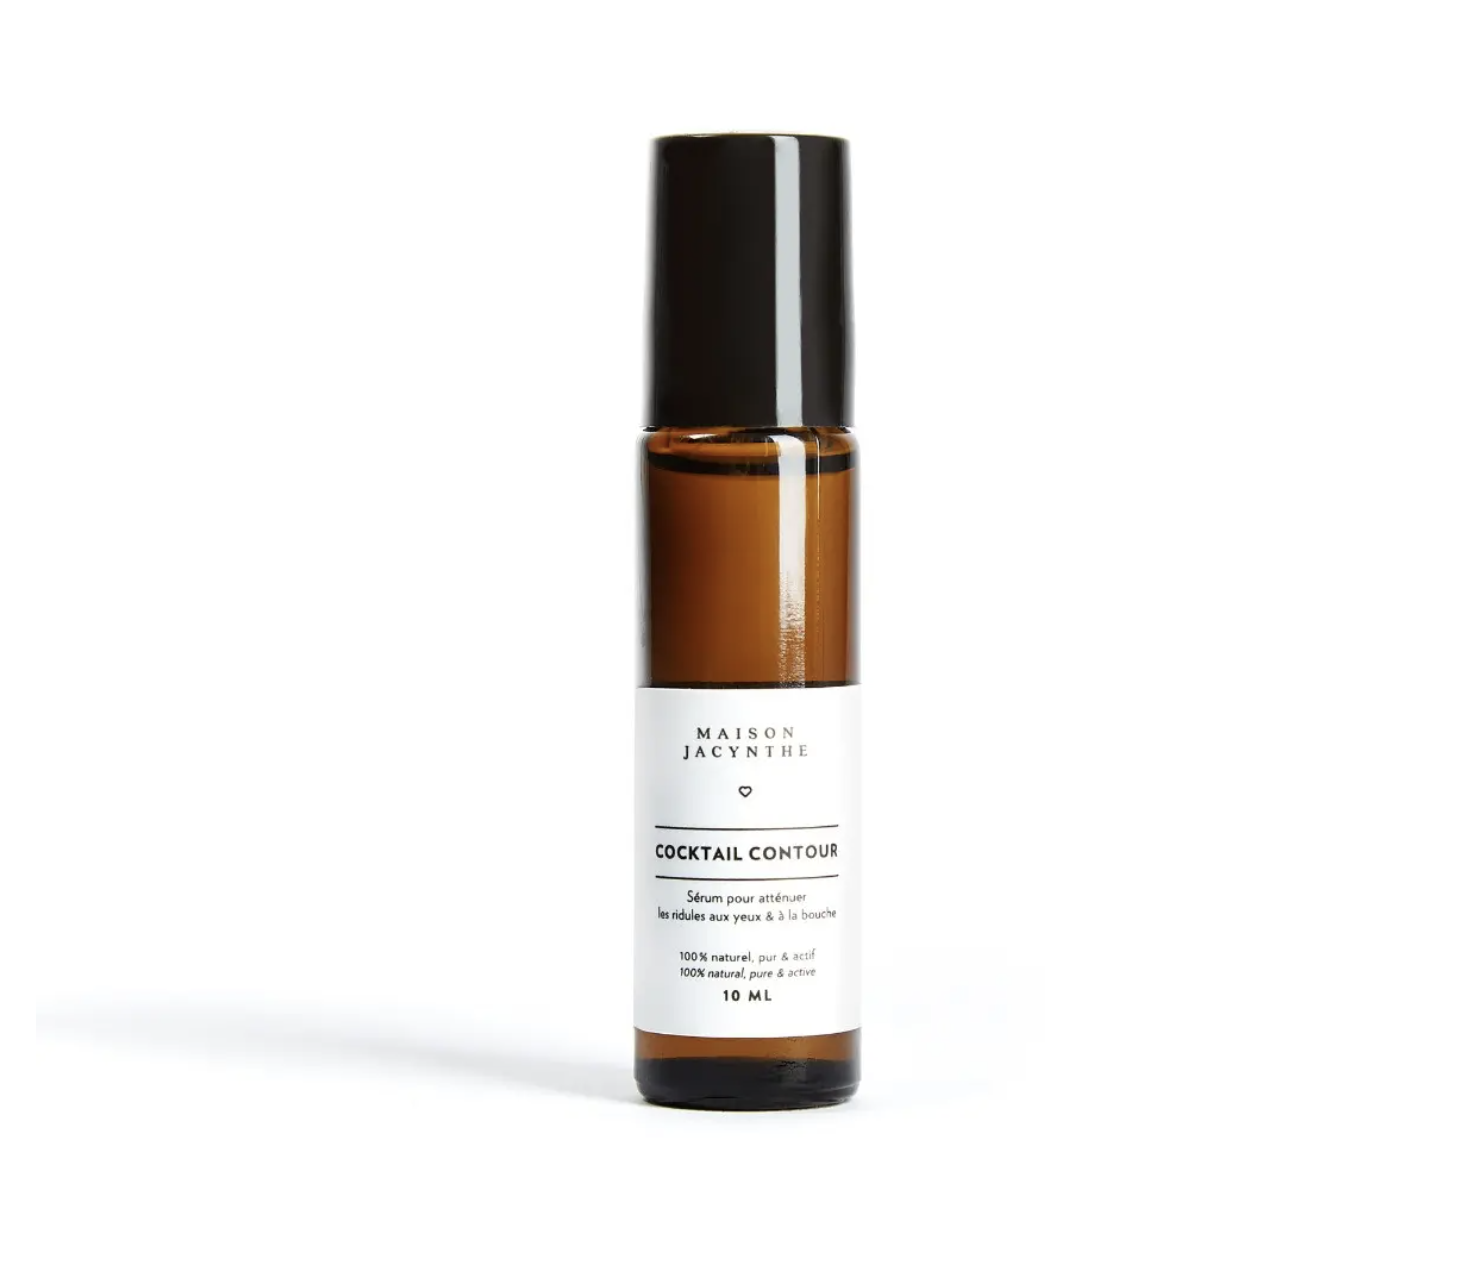 MAISON
JACYNTHE
COCKTAIL CONTOUR
Sérum pour atténuer
les ridules aux yeux & à la bouche
100% naturel, pur & actif
100% natural, pure & active
10 ML